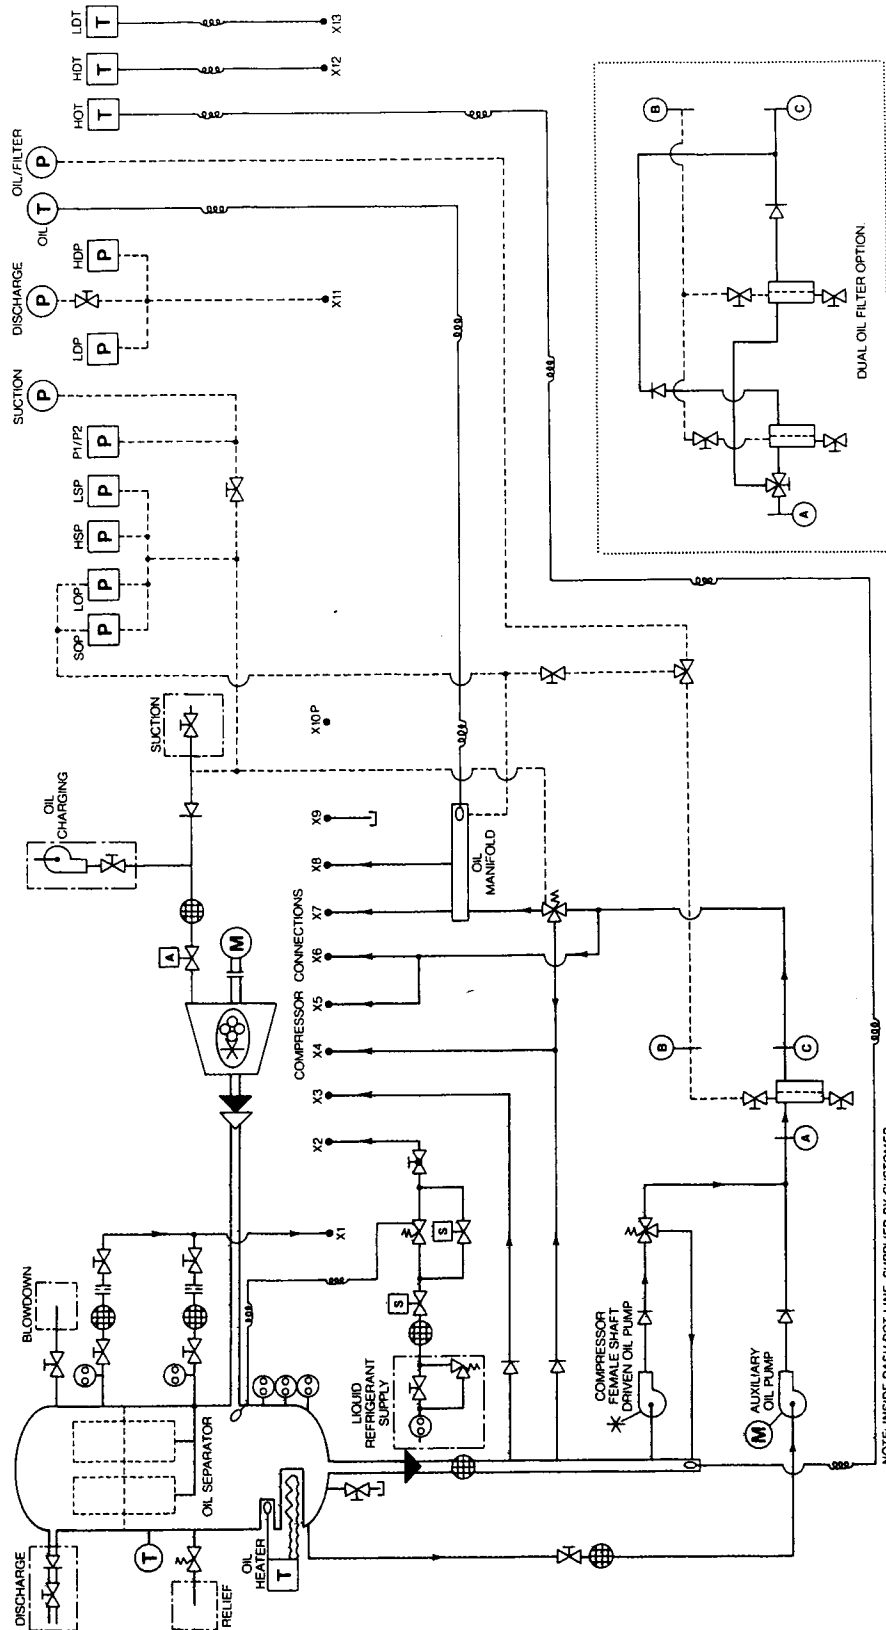 DISCHARGE
RELIEF
T
OIL SEPARATOR
BLOWDOWN
OIL
HEATER
T
LIQUID
REFRIGERANT
SUPPLY
S
S
A
M
OIL
CHARGING
SUCTION
SOP
P
LOP
P
HSP
P
LSP
P
P1/P2
P
SUCTION
P
LDP
P
DISCHARGE
P
HDP
P
OIL
T
OIL/FILTER
P
HOT
T
HDT
T
LDT
T
COMPRESSOR CONNECTIONS
X1
X2
X3
X4
X5
X6
X7
X8
X9
X10P
X11
X12
X13
OIL
MANIFOLD
COMPRESSOR
FEMALE SHAFT
DRIVEN OIL PUMP
M
AUXILIARY
OIL PUMP
A
B
C
A
B
C
DUAL OIL FILTER OPTION.
NOTE: INSIDE DASH DOT LINE, SUPPLIED BY CUSTOMER